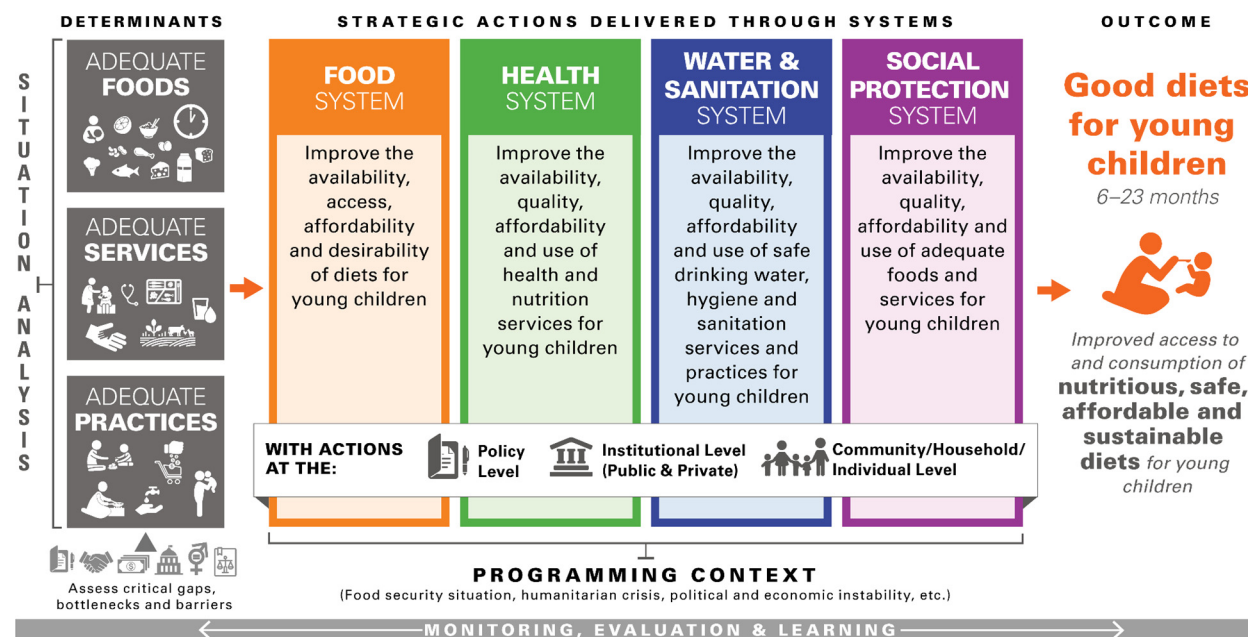 DETERMINANTS
STRATEGIC ACTIONS DELIVERED THROUGH SYSTEMS
OUTCOME
SITUATION ANALYSIS
ADEQUATE
FOODS
ADEQUATE
SERVICES
ADEQUATE
PRACTICES
Assess critical gaps,
bottlenecks and barriers
FOOD
SYSTEM
Improve the
availability,
access,
affordability
and desirability
of diets for
young children
HEALTH
SYSTEM
Improve the
availability,
quality,
affordability
and use of
health and
nutrition
services for
young children
WATER &
SANITATION
SYSTEM
Improve the
availability,
quality,
affordability
and use of safe
drinking water,
hygiene and
sanitation
services and
practices for
young children
SOCIAL
PROTECTION
SYSTEM
Improve the
availability,
quality,
affordability and
use of adequate
foods and
services for
young children
WITH ACTIONS
AT THE:
Policy
Level
Institutional Level
(Public & Private)
Community/Household/
Individual Level
Good diets
for young
children
6–23 months
Improved access to
and consumption of
nutritious, safe,
affordable and
sustainable
diets for young
children
PROGRAMMING CONTEXT
(Food security situation, humanitarian crisis, political and economic instability, etc.)
MONITORING, EVALUATION & LEARNING